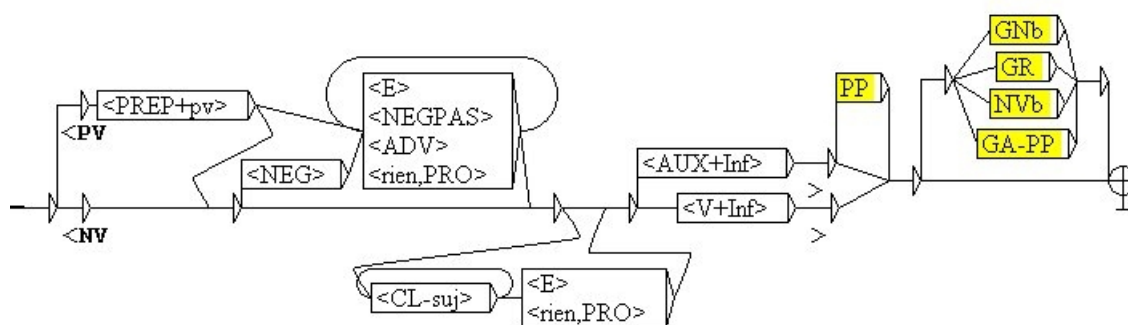 <PREP+pv>
<PV
<NEG>
<E>
<NEGPAS>
<ADV>
<rien,PRO>
<NV
<CL-suj>
<E>
<rien,PRO>
<AUX+Inf>
>
<V+Inf>
>
PP
GNb
GR
NVb
GA-PP